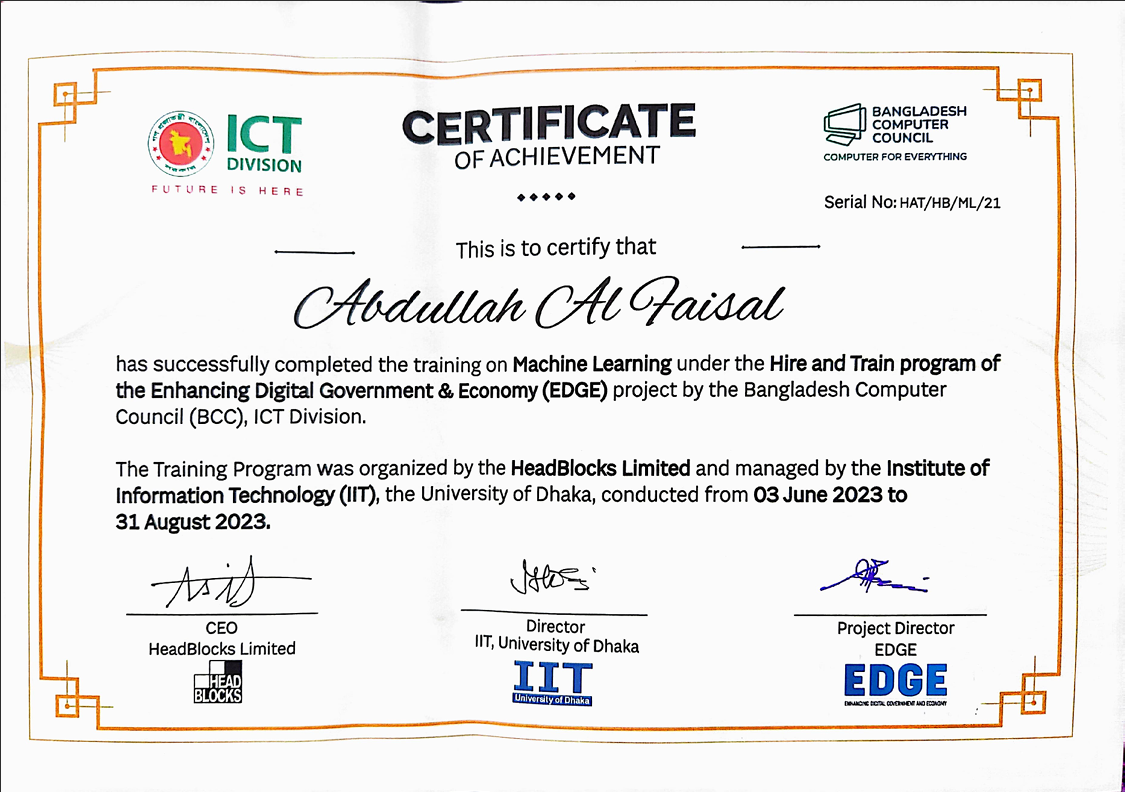 ICT
DIVISION
FUTURE IS HERE
CERTIFICATE
OF ACHIEVEMENT
BANGLADESH
COMPUTER
COUNCIL
COMPUTER FOR EVERYTHING
Serial No: HAT/HB/ML/21
This is to certify that
Abdullah Al Faisal
has successfully completed the training on Machine Learning under the Hire and Train program of
the Enhancing Digital Government & Economy (EDGE) project by the Bangladesh Computer
Council (BCC), ICT Division.
The Training Program was organized by the HeadBlocks Limited and managed by the Institute of
Information Technology (IIT), the University of Dhaka, conducted from 03 June 2023 to
31 August 2023.
CEO
HeadBlocks Limited
HEAD
BLOCKS
Director
IIT, University of Dhaka
IIT
University of Dhaka
Project Director
EDGE
EDGE
ENHANCING DIGITAL GOVERNMENT AND ECONOMY